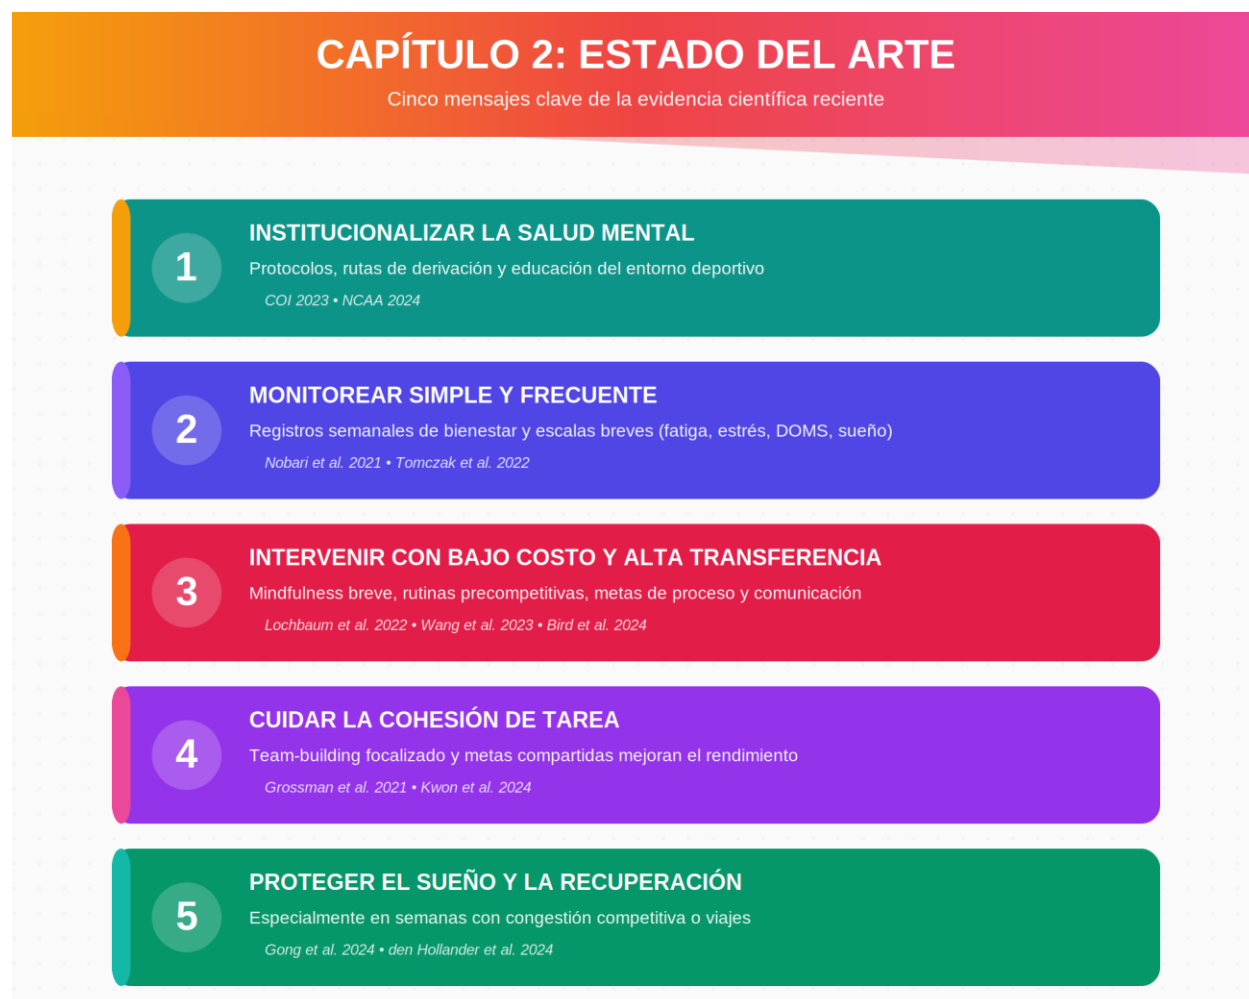 CAPÍTULO 2: ESTADO DEL ARTE
Cinco mensajes clave de la evidencia científica reciente
1
INSTITUCIONALIZAR LA SALUD MENTAL
Protocolos, rutas de derivación y educación del entorno deportivo
COI 2023 • NCAA 2024
2
MONITOREAR SIMPLE Y FRECUENTE
Registros semanales de bienestar y escalas breves (fatiga, estrés, DOMS, sueño)
Nobari et al. 2021 • Tomczak et al. 2022
3
INTERVENIR CON BAJO COSTO Y ALTA TRANSFERENCIA
Mindfulness breve, rutinas precompetitivas, metas de proceso y comunicación
Lochbaum et al. 2022 • Wang et al. 2023 • Bird et al. 2024
4
CUIDAR LA COHESIÓN DE TAREA
Team-building focalizado y metas compartidas mejoran el rendimiento
Grossman et al. 2021 • Kwon et al. 2024
5
PROTEGER EL SUEÑO Y LA RECUPERACIÓN
Especialmente en semanas con congestión competitiva o viajes
Gong et al. 2024 • den Hollander et al. 2024